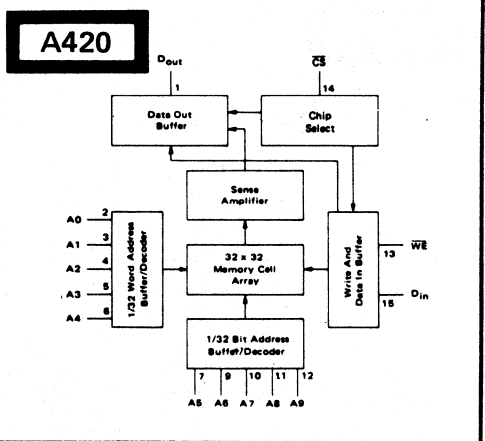 A420
Dout
CS
1
14
Data Out
Buffer
Chip
Select
Sense
Amplifier
A0 2
A1 3
A2 4
A3 5
A4 6
1/32 Word Address
Buffer/Decoder
32 x 32
Memory Cell
Array
Write And
Data In Buffer
WE
13
Din
15
1/32 Bit Address
Buffer/Decoder
7 9 10 11 12
A5 A6 A7 A8 A9